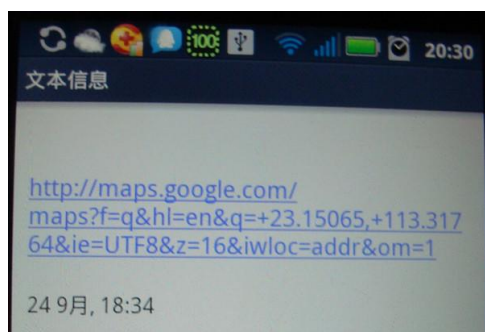 100 20:30
文本信息
http://maps.google.com/
maps?f=q&hl=en&q=+23.15065,+113.317
64&ie=UTF8&z=16&iwloc=addr&om=1
24 9月, 18:34